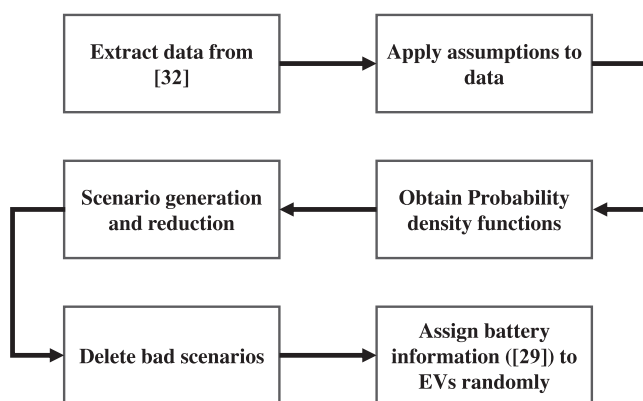 Extract data from
[32]
Apply assumptions to
data
Obtain Probability
density functions
Scenario generation
and reduction
Delete bad scenarios
Assign battery
information ([29]) to
EVs randomly